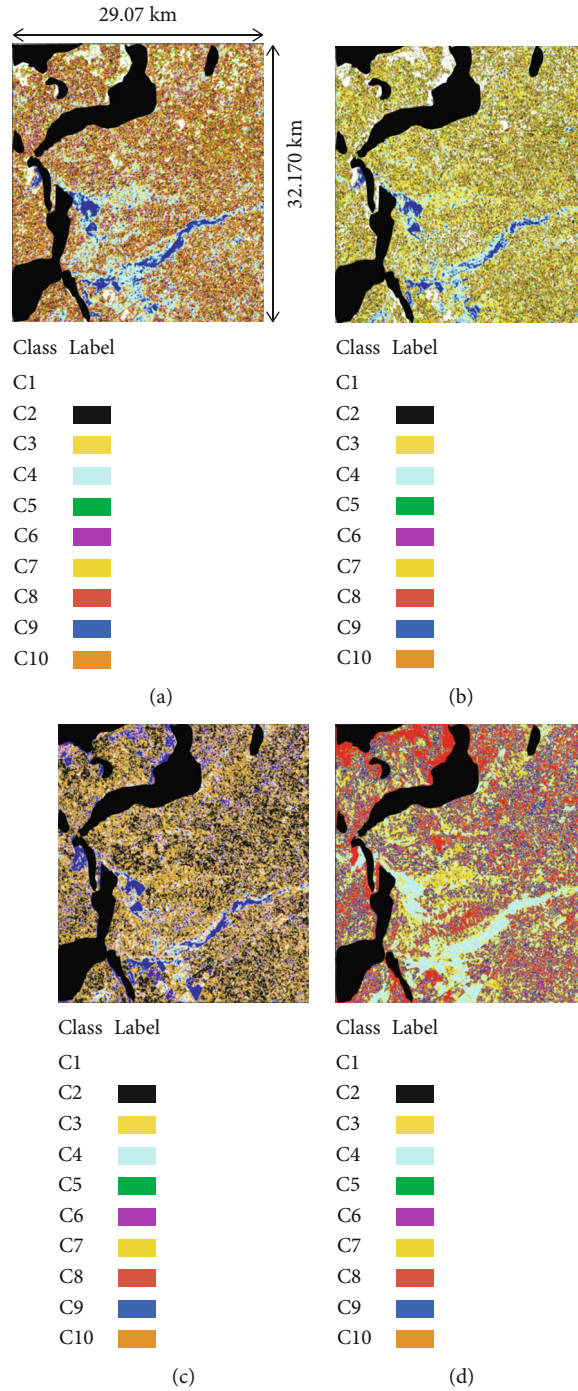 29.07 km
32.170 km
Class Label
C1
C2
C3
C4
C5
C6
C7
C8
C9
C10
(a)
Class Label
C1
C2
C3
C4
C5
C6
C7
C8
C9
C10
(b)
Class Label
C1
C2
C3
C4
C5
C6
C7
C8
C9
C10
(c)
Class Label
C1
C2
C3
C4
C5
C6
C7
C8
C9
C10
(d)